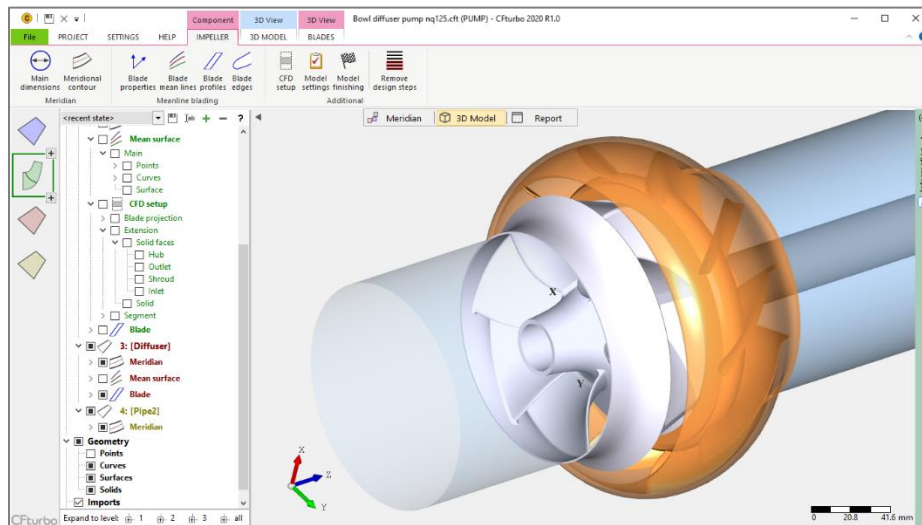 Bowl diffuser pump nq125.cft (PUMP) — CFturbo 2020 R1.0
Component
3D View
3D View
File
PROJECT
SETTINGS
HELP
IMPELLER
3D MODEL
BLADES
Main dimensions
Meridional contour
Blade properties
Blade mean lines
Blade profiles
Blade edges
CFD setup
Model settings
Model finishing
Remove design steps
Meridian
Meanline blading
Additional
<recent state>
Meridian
3D Model
Report
Mean surface
Main
Points
Curves
Surface
CFD setup
Blade projection
Extension
Solid faces
Hub
Outlet
Shroud
Inlet
Solid
Segment
Blade
3: [Diffuser]
Meridian
Mean surface
Blade
4: [Pipe2]
Meridian
Geometry
Points
Curves
Surfaces
Solids
Imports
CFturbo
Expand to level: 1 2 3 all
X
Y
X
Z
Y
0 20.8 41.6 mm